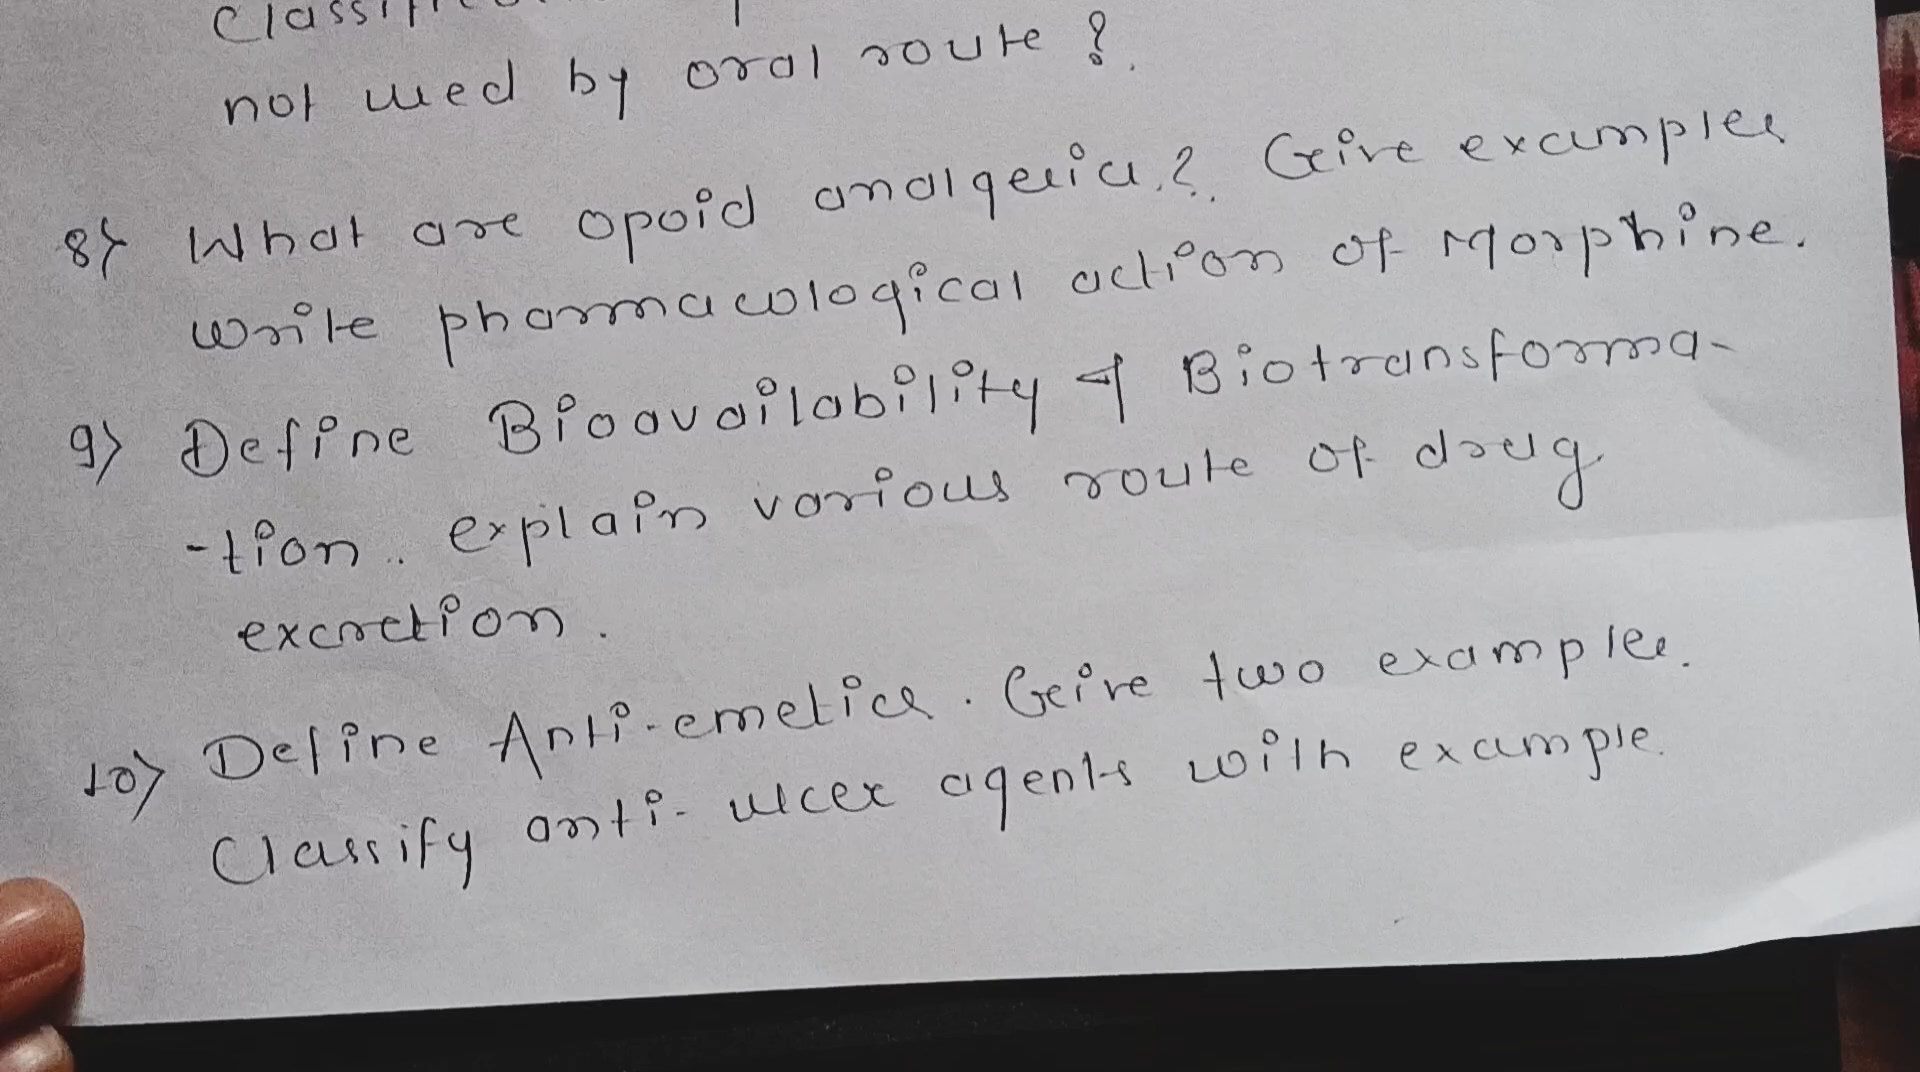 not used by oral route ?
8) What are opoid analgesics ? Give examples
write pharmacological action of Morphine.
9) Define Bioavailability & Biotransforma-
-tion. explain various route of drug
excretion.
10) Define Anti-emetics. Give two examples.
Classify anti-ulcer agents with example.